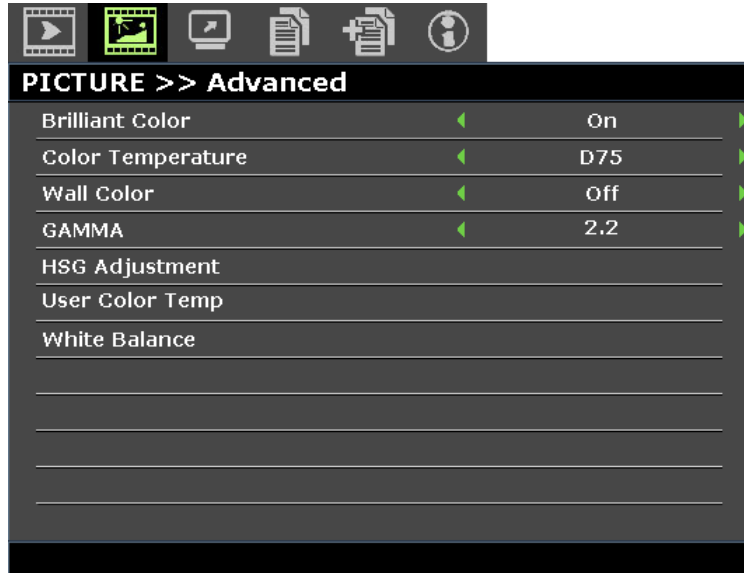 PICTURE >> Advanced
Brilliant Color On
Color Temperature D75
Wall Color Off
GAMMA 2.2
HSG Adjustment
User Color Temp
White Balance